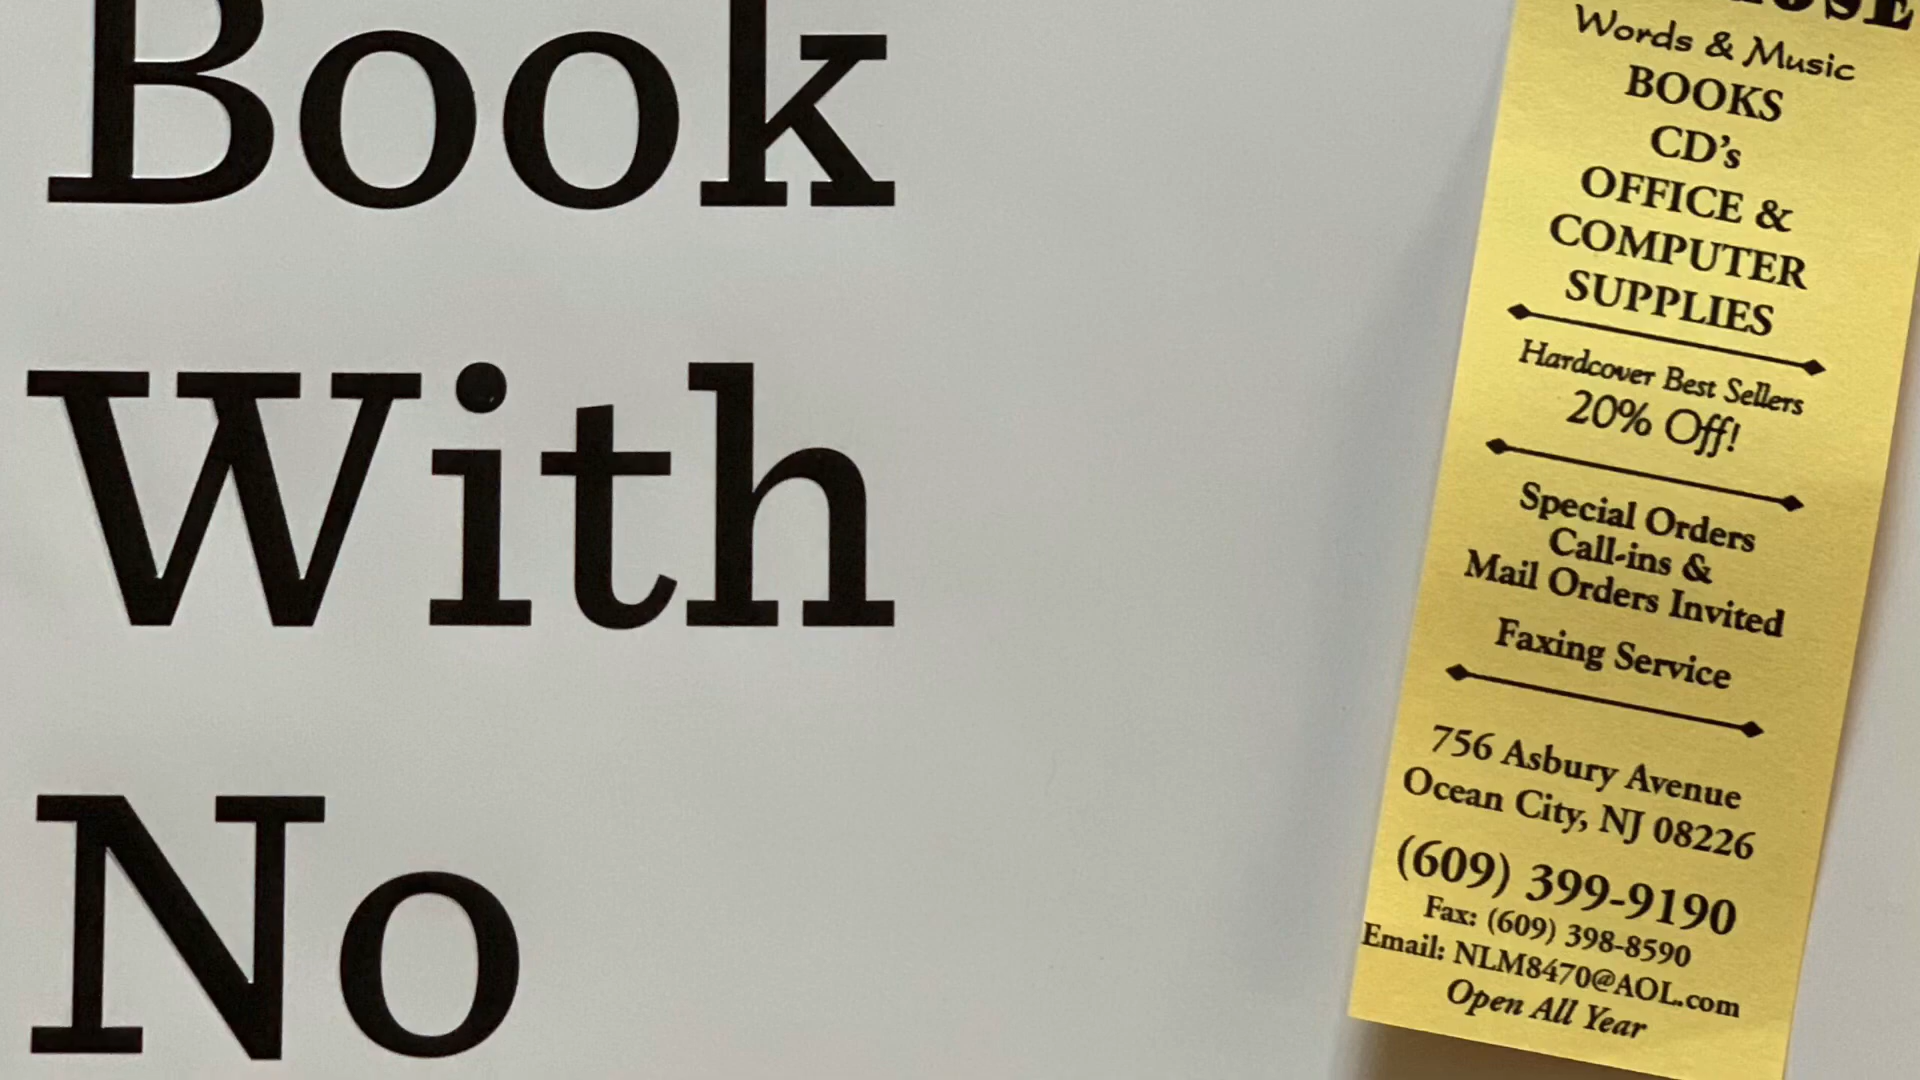 Book
With
No
Words & Music
BOOKS
CD's
OFFICE &
COMPUTER
SUPPLIES
Hardcover Best Sellers
20% Off!
Special Orders
Call-ins &
Mail Orders Invited
Faxing Service
756 Asbury Avenue
Ocean City, NJ 08226
(609) 399-9190
Fax: (609) 398-8590
Email: NLM8470@AOL.com
Open All Year